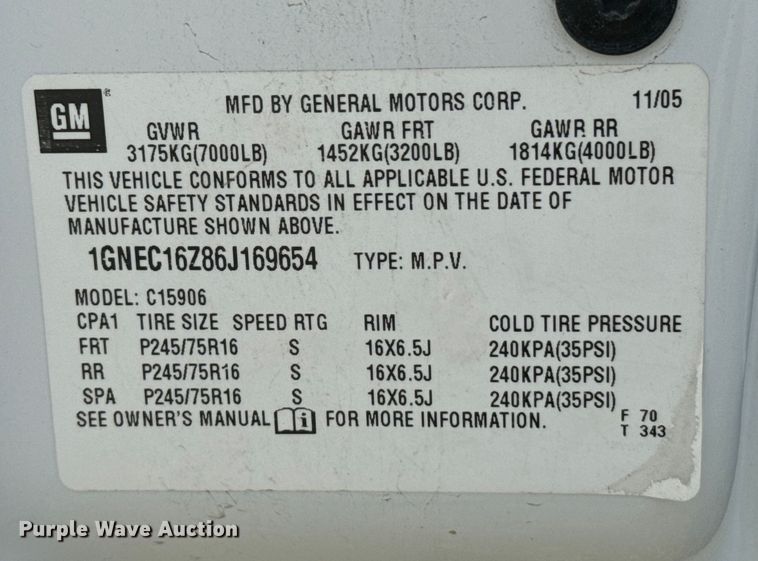 GM ® MFD BY GENERAL MOTORS CORP. 11/05
GVWR GAWR FRT GAWR RR
3175KG(7000LB) 1452KG(3200LB) 1814KG(4000LB)
THIS VEHICLE CONFORMS TO ALL APPLICABLE U.S. FEDERAL MOTOR
VEHICLE SAFETY STANDARDS IN EFFECT ON THE DATE OF
MANUFACTURE SHOWN ABOVE.
1GNEC16Z86J169654 TYPE: M.P.V.
MODEL: C15906
CPA1 TIRE SIZE SPEED RTG RIM COLD TIRE PRESSURE
FRT P245/75R16 S 16X6.5J 240KPA(35PSI)
RR P245/75R16 S 16X6.5J 240KPA(35PSI)
SPA P245/75R16 S 16X6.5J 240KPA(35PSI)
SEE OWNER'S MANUAL i FOR MORE INFORMATION. F 70
T 343
Purple Wave Auction